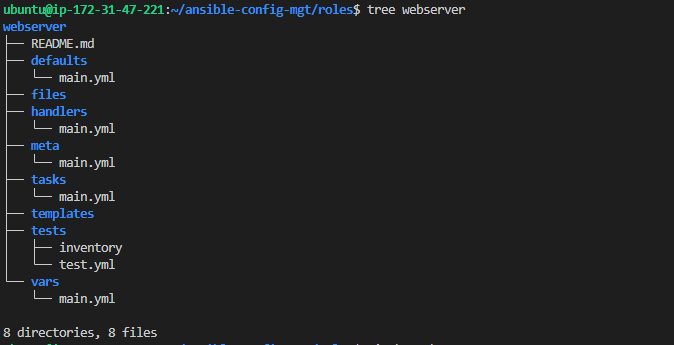 ubuntu@ip-172-31-47-221:~/ansible-config-mgt/roles$ tree webserver
webserver
├── README.md
├── defaults
│   └── main.yml
├── files
├── handlers
│   └── main.yml
├── meta
│   └── main.yml
├── tasks
│   └── main.yml
├── templates
├── tests
│   ├── inventory
│   └── test.yml
└── vars
    └── main.yml

8 directories, 8 files